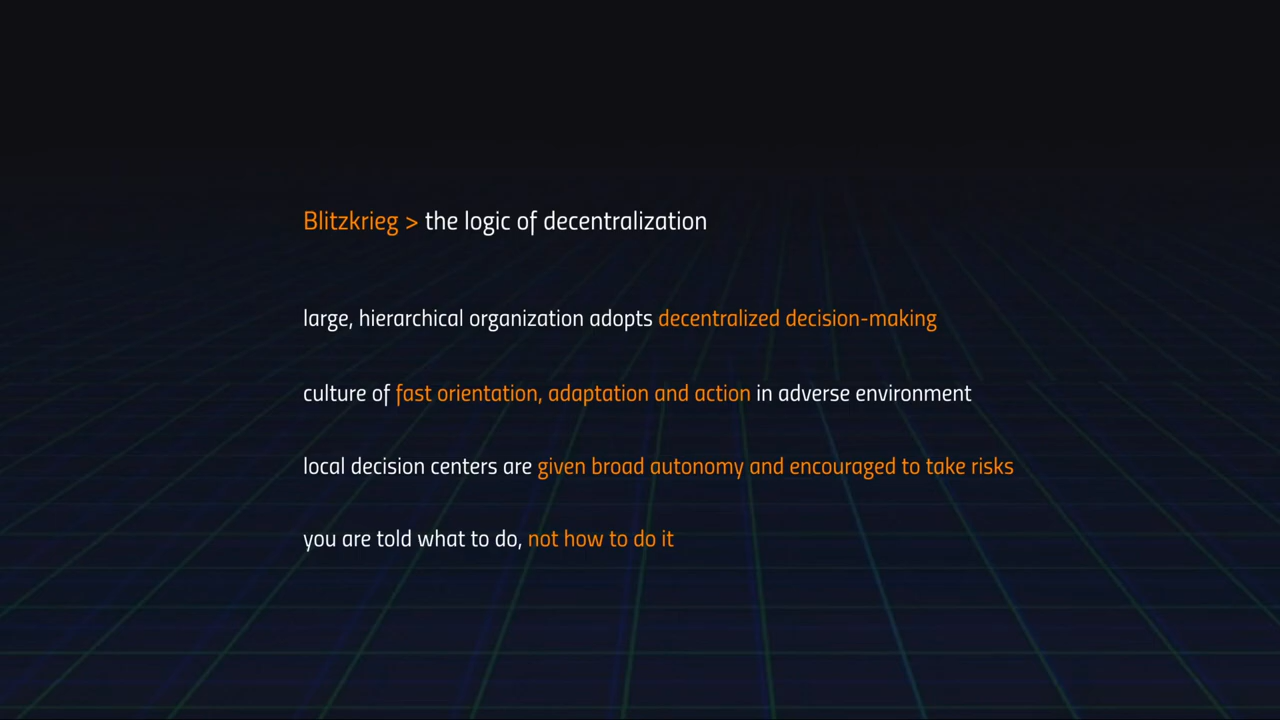 Blitzkrieg > the logic of decentralization
large, hierarchical organization adopts decentralized decision-making
culture of fast orientation, adaptation and action in adverse environment
local decision centers are given broad autonomy and encouraged to take risks
you are told what to do, not how to do it